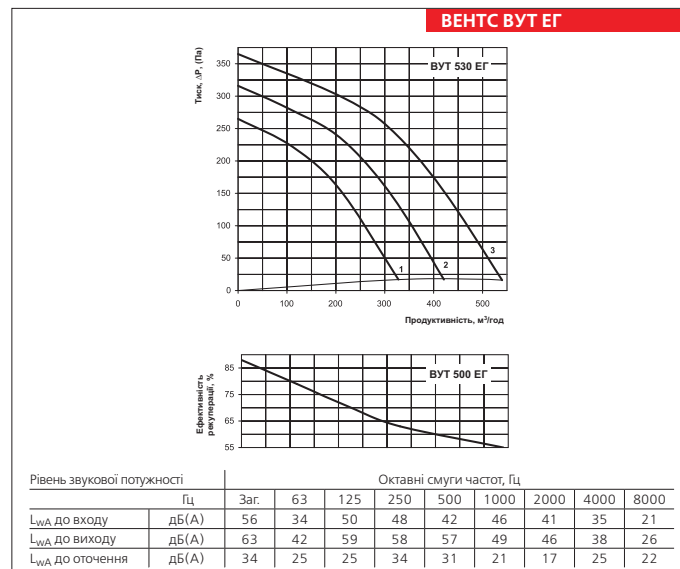 ВЕНТС ВУТ ЕГ
Тиск, ΔP, (Па)
ВУТ 530 ЕГ
350
300
250
200
150
100
50
0
1
2
3
0 100 200 300 400 500
Продуктивність, м³/год
Ефективність
рекуперації, %
ВУТ 500 ЕГ
85
75
65
55
Рівень звукової потужності Октавні смуги частот, Гц
Гц Заг. 63 125 250 500 1000 2000 4000 8000
LwA до входу дБ(А) 56 34 50 48 42 46 41 35 21
LwA до виходу дБ(А) 63 42 59 58 57 49 46 38 26
LwA до оточення дБ(А) 34 25 25 34 31 21 17 25 22